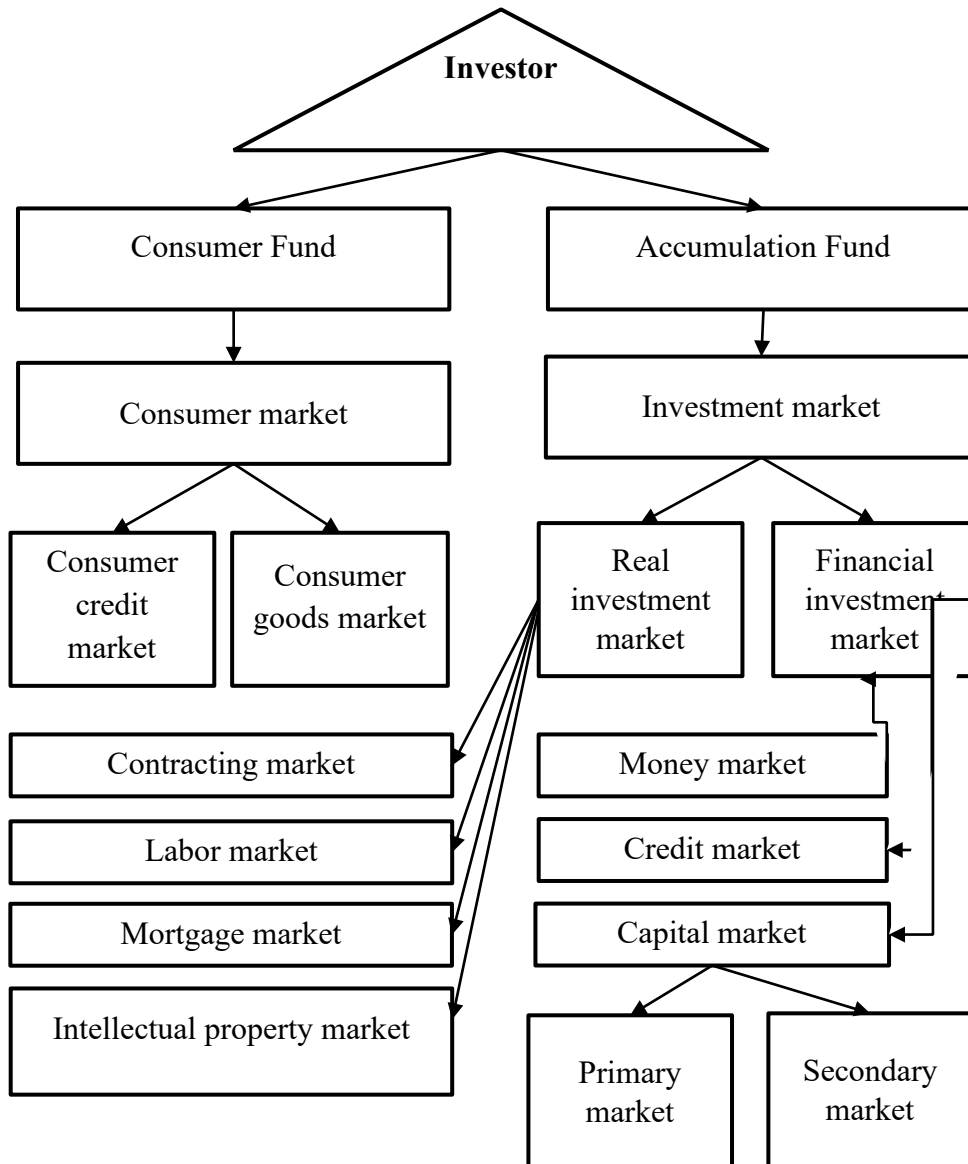 Investor
Consumer Fund
Accumulation Fund
Consumer market
Investment market
Consumer
credit
market
Consumer
goods market
Real
investment
market
Financial
investment
market
Contracting market
Money market
Labor market
Credit market
Mortgage market
Capital market
Intellectual property market
Primary
market
Secondary
market